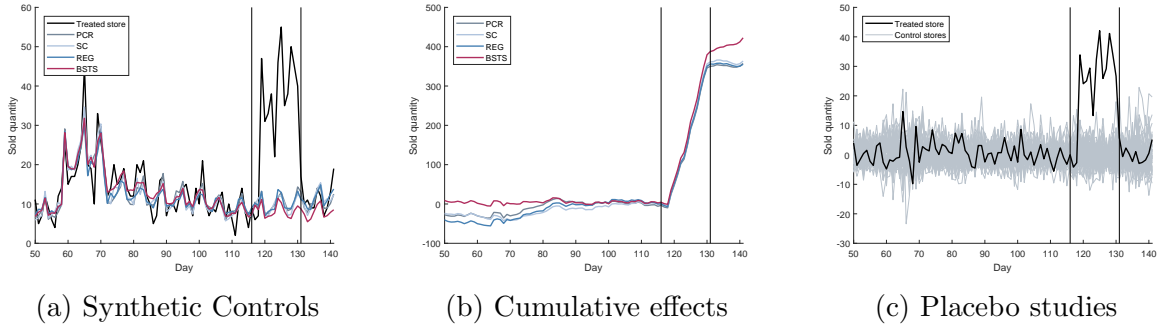 60
50
40
30
20
10
0
Sold quantity
50
60
70
80
90
100
110
120
130
140
Day
Treated store
PCR
SC
REG
BSTS
(a) Synthetic Controls
500
400
300
200
100
0
-100
Sold quantity
50
60
70
80
90
100
110
120
130
140
Day
PCR
SC
REG
BSTS
(b) Cumulative effects
50
40
30
20
10
0
-10
-20
-30
Sold quantity
50
60
70
80
90
100
110
120
130
140
Day
Treated store
Control stores
(c) Placebo studies